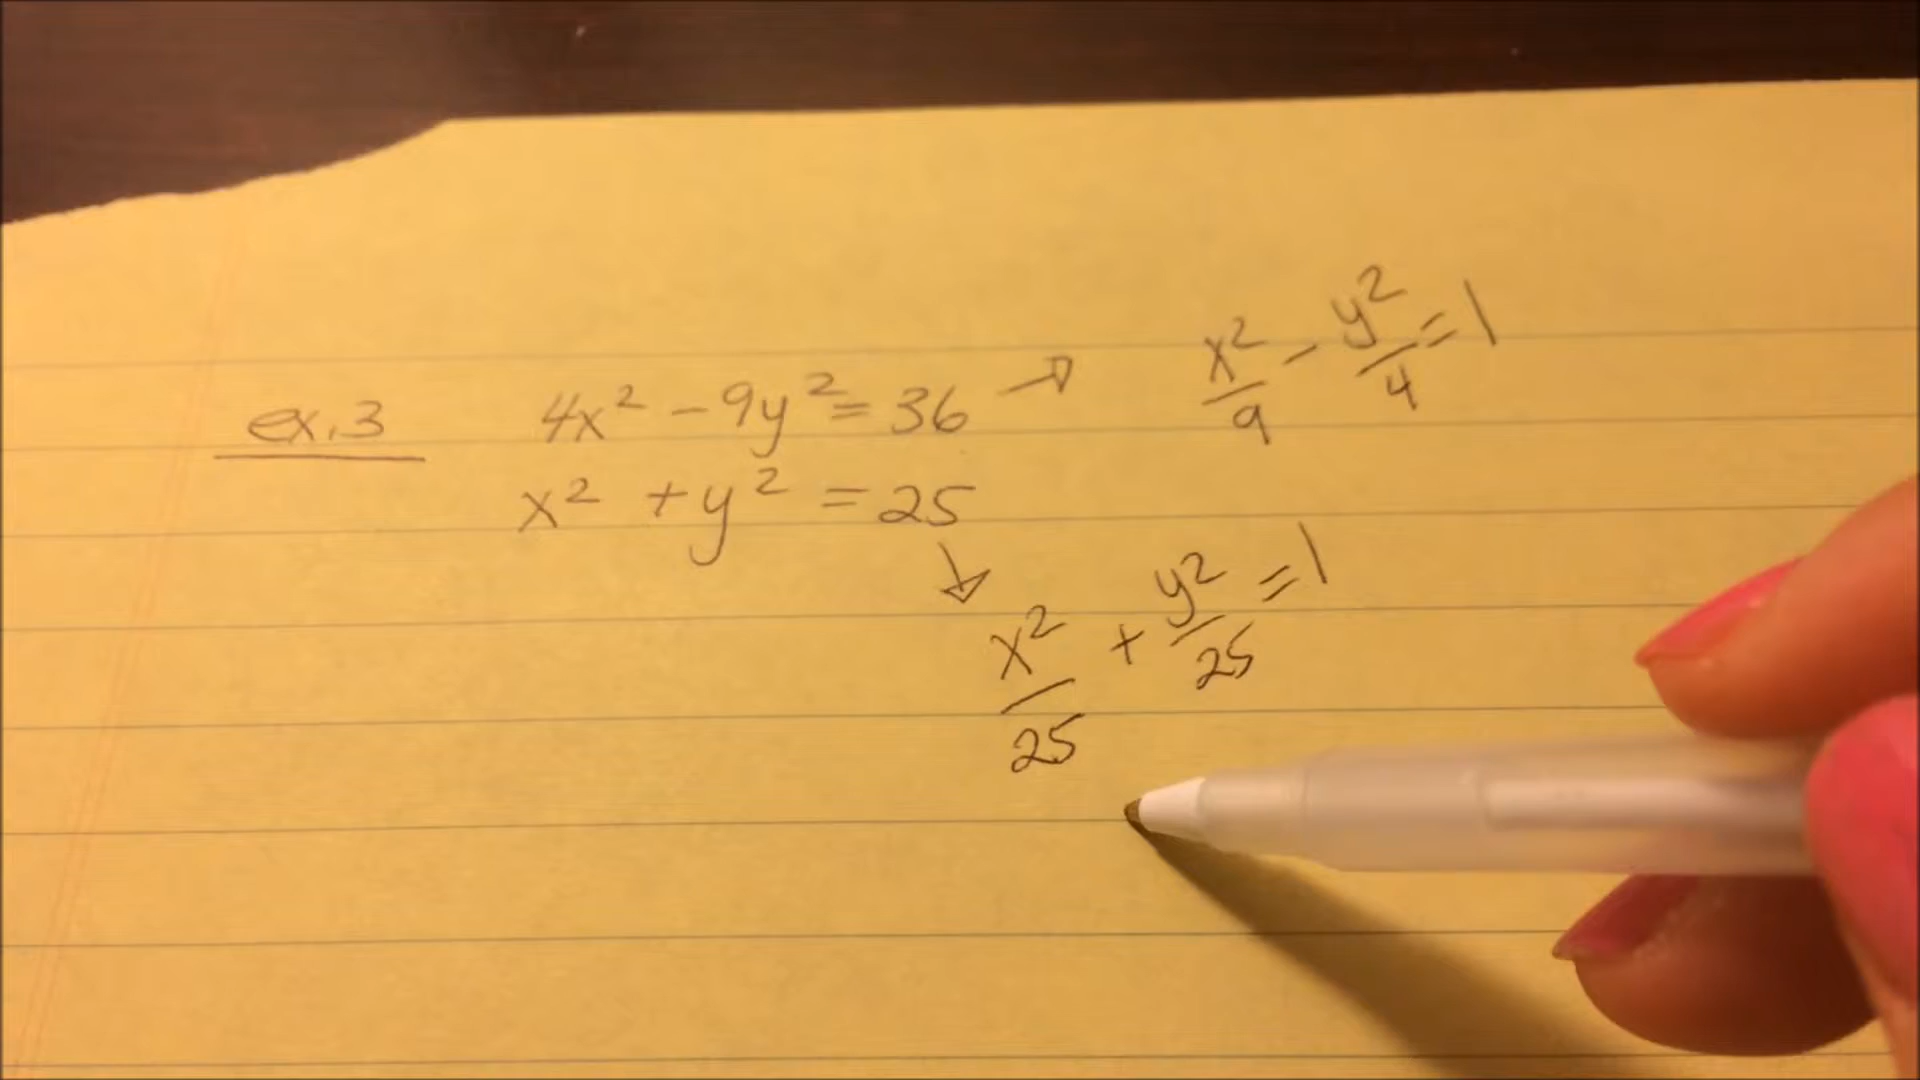 ex.3 4x² - 9y² = 36 → x²/9 - y²/4 = 1
x² + y² = 25
↓
x²/25 + y²/25 = 1